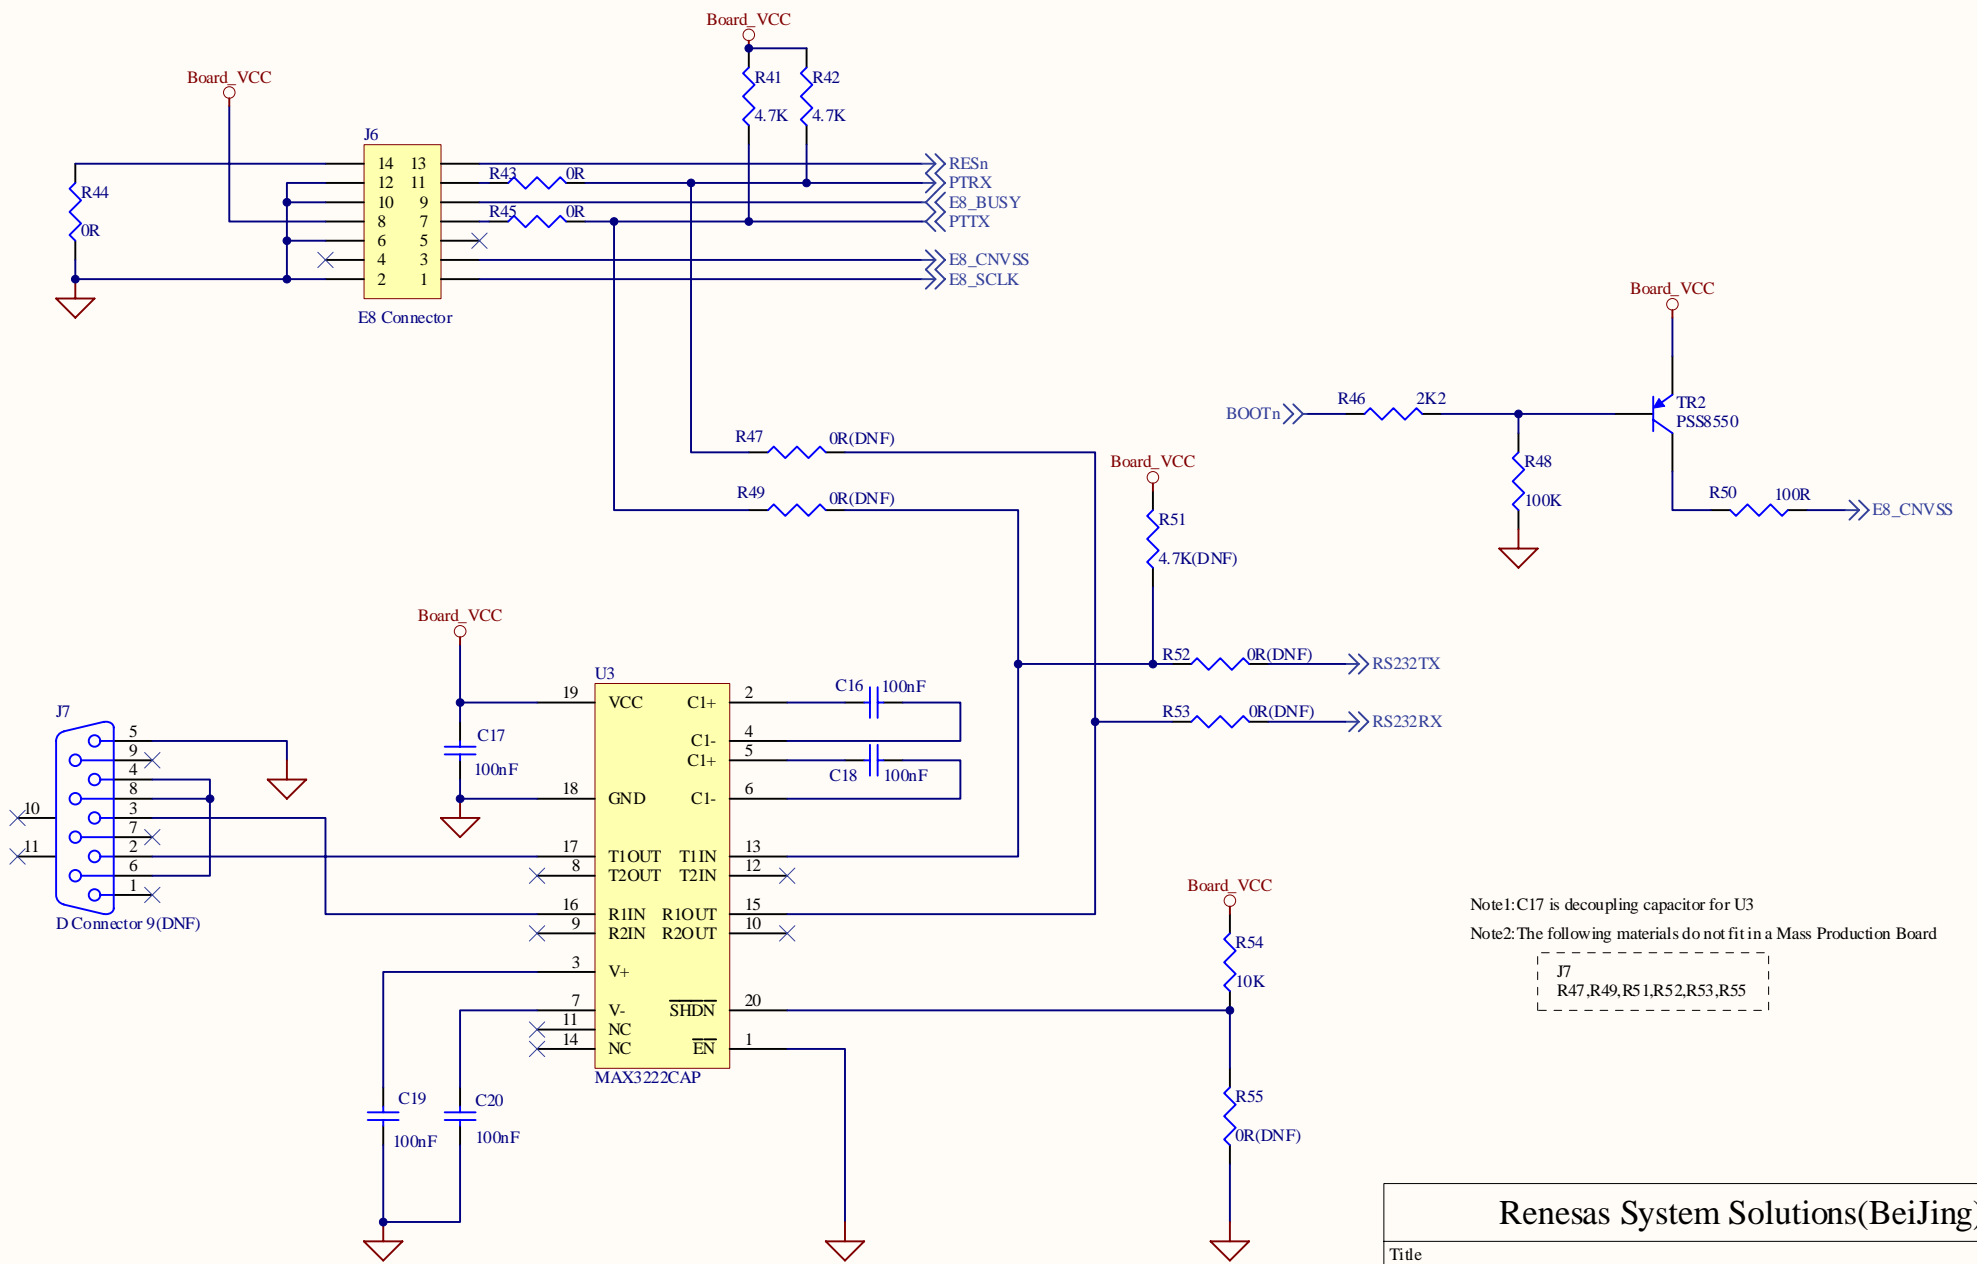 Board_VCC
R41
R42
4.7K
4.7K
Board_VCC
J6
14 13
12 11
10 9
8 7
6 5
4 3
2 1
E8 Connector
R44
0R
R43 0R
R45 0R
RESn
PTRX
E8_BUSY
PTTX
E8_CNVSS
E8_SCLK
Board_VCC
BOOTn
R46 2K2
TR2
PSS8550
R48
100K
R50 100R
E8_CNVSS
R47 0R(DNF)
R49 0R(DNF)
Board_VCC
R51
4.7K(DNF)
R52 0R(DNF)
RS232TX
R53 0R(DNF)
RS232RX
Board_VCC
C17
100nF
U3
19 VCC C1+ 2
C1- 4
C1+ 5
18 GND C1- 6
17 T1OUT T1IN 13
8 T2OUT T2IN 12
16 R1IN R1OUT 15
9 R2IN R2OUT 10
3 V+
7 V- SHDN 20
11 NC
14 NC EN 1
MAX3222CAP
C16 100nF
C18 100nF
J7
5
9
4
8
3
7
2
6
1
10
11
D Connector 9(DNF)
C19
100nF
C20
100nF
Board_VCC
R54
10K
R55
0R(DNF)
Note1:C17 is decoupling capacitor for U3
Note2:The following materials do not fit in a Mass Production Board
J7
R47,R49,R51,R52,R53,R55
Renesas System Solutions(BeiJing)
Title